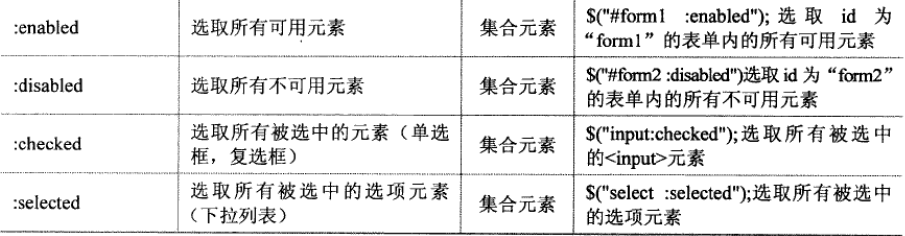 :enabled
选取所有可用元素
集合元素
$("#form1 :enabled"); 选取 id 为
“form1”的表单内的所有可用元素
:disabled
选取所有不可用元素
集合元素
$("#form2 :disabled")选取 id 为“form2”
的表单内的所有不可用元素
:checked
选取所有被选中的元素（单选
框，复选框）
集合元素
$("input:checked");选取所有被选中
的<input>元素
:selected
选取所有被选中的选项元素
（下拉列表）
集合元素
$("select :selected");选取所有被选中
的选项元素